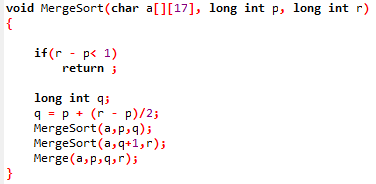 void MergeSort(char a[][17], long int p, long int r)
{
if(r - p< 1)
return ;
long int q;
q = p + (r - p)/2;
MergeSort(a,p,q);
MergeSort(a,q+1,r);
Merge(a,p,q,r);
}